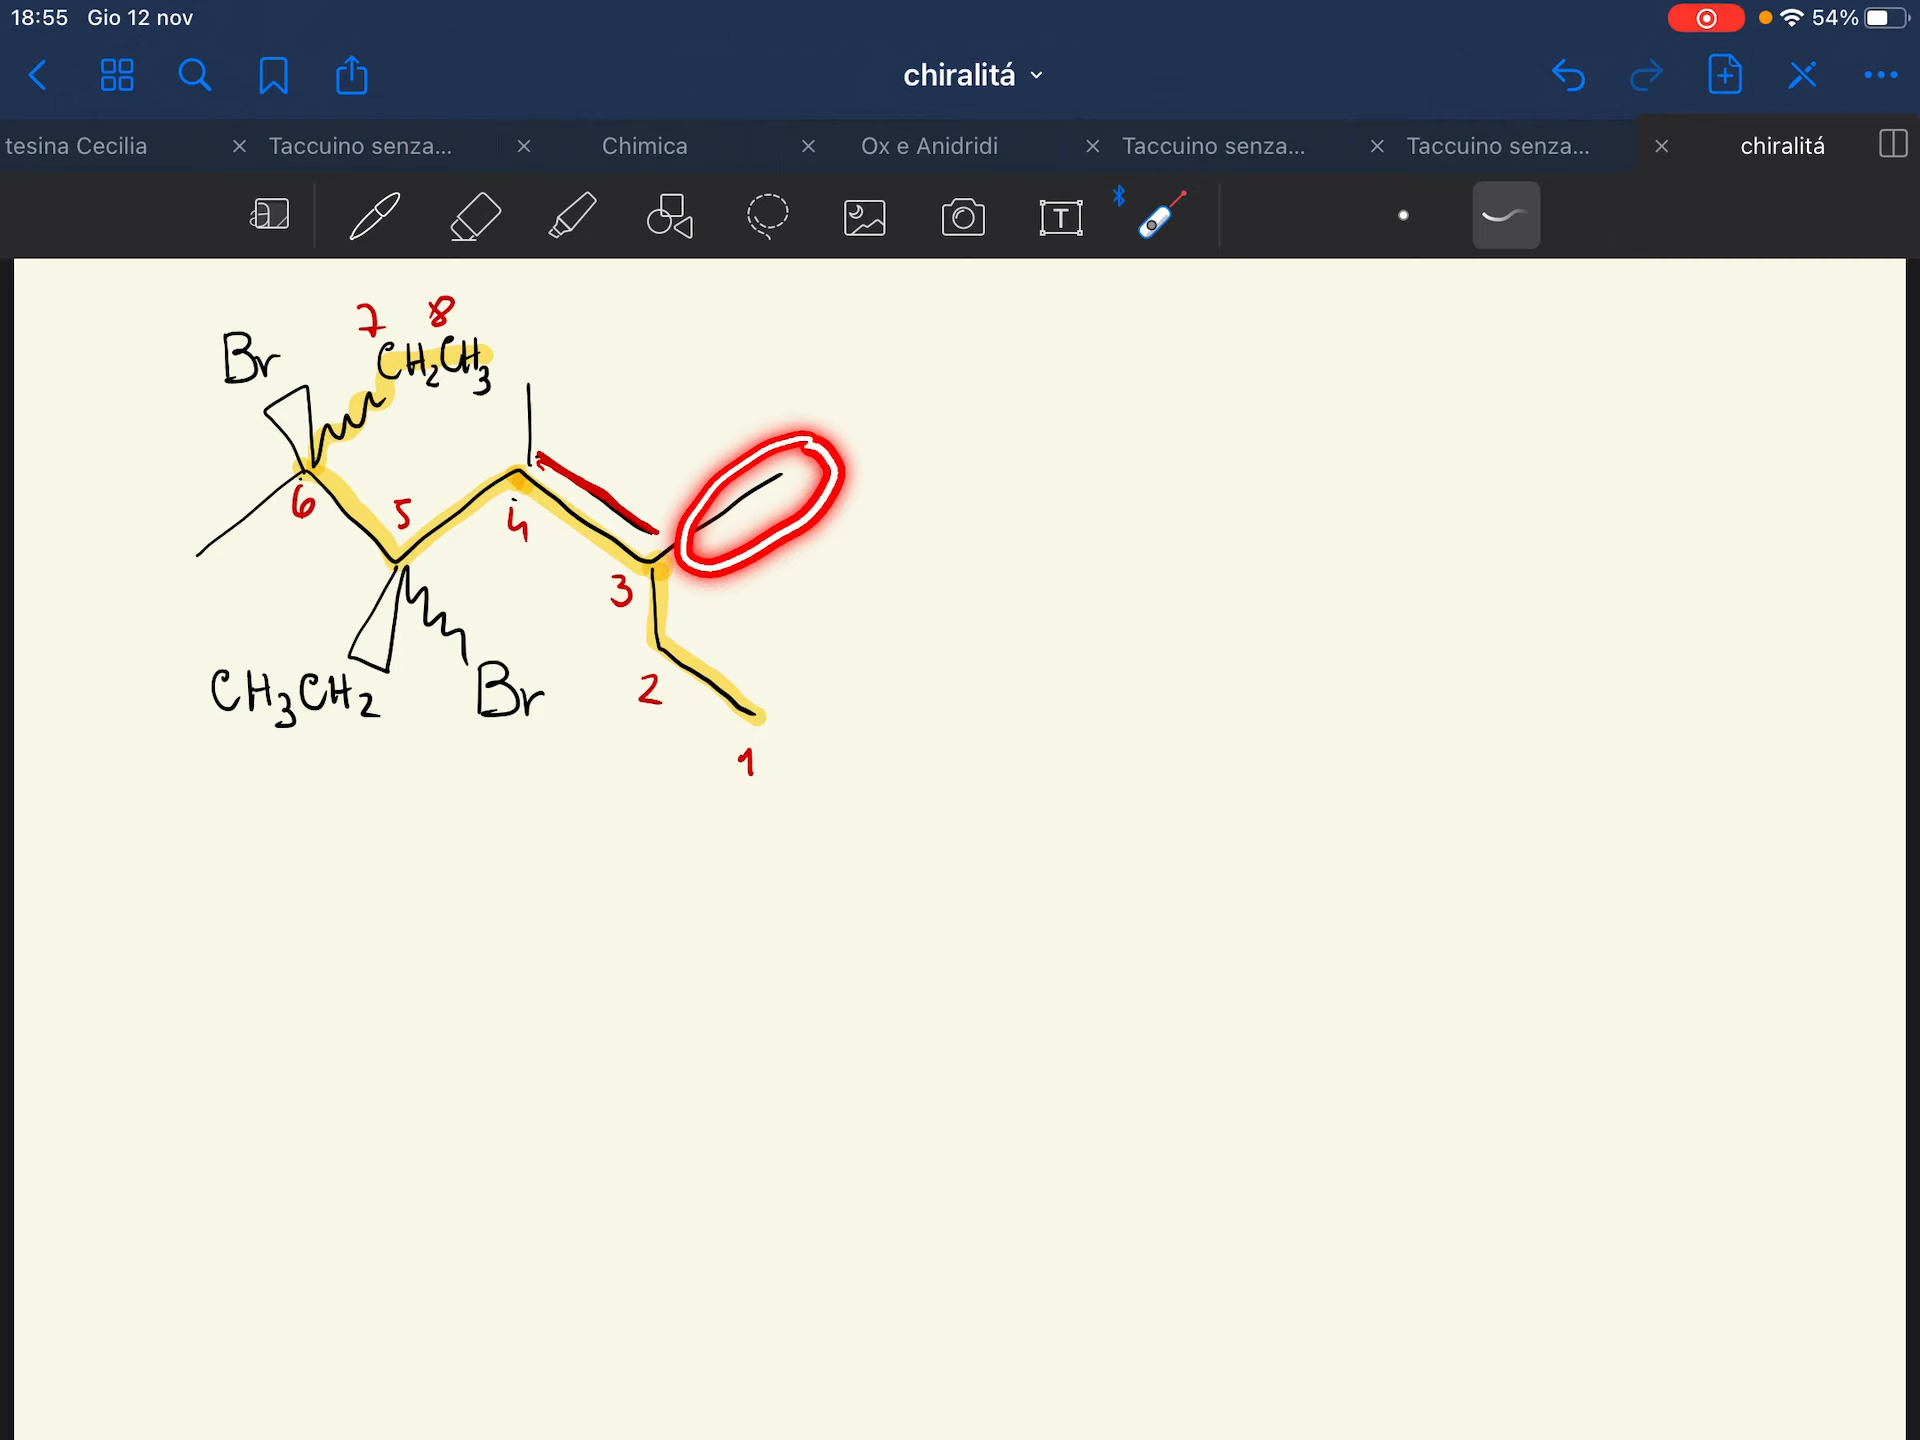 18:55 Gio 12 nov 54%
chiralitá
tesina Cecilia Taccuino senza... Chimica Ox e Anidridi Taccuino senza... Taccuino senza... chiralitá
a T
7 8
Br CH₂CH₃
6 5 4
3
CH₃CH₂ Br 2
1